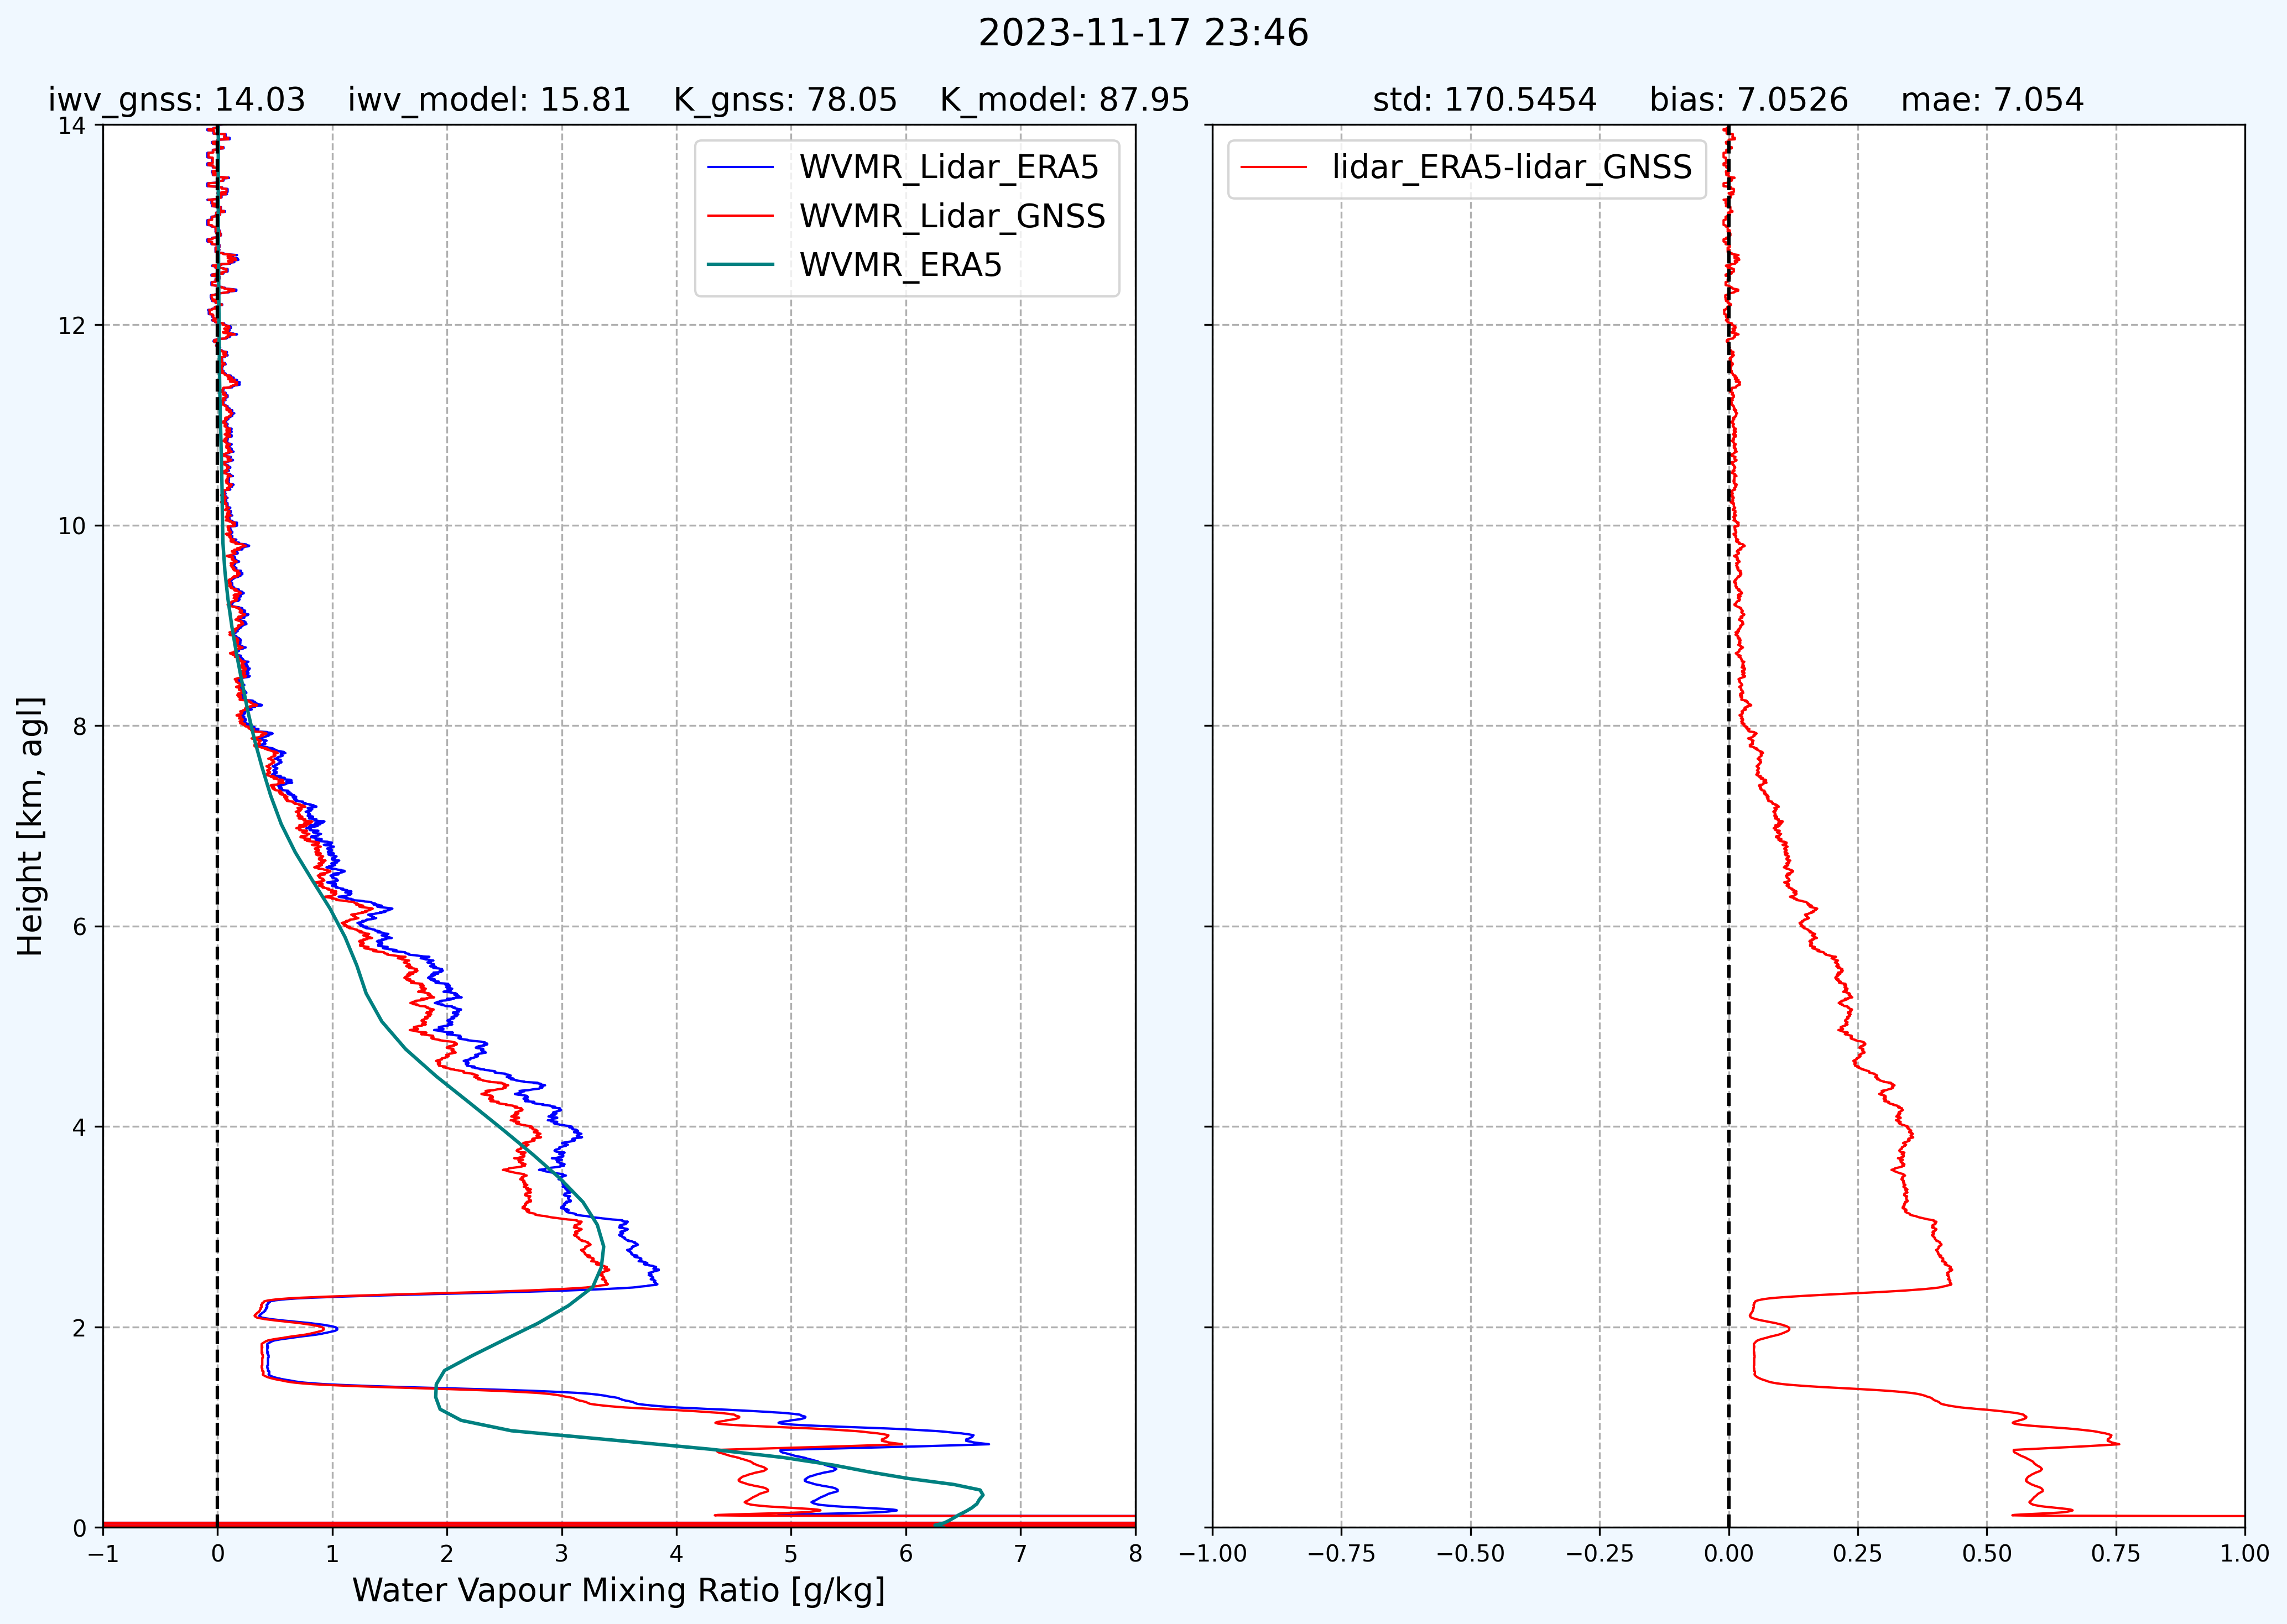 2023-11-17 23:46
iwv_gnss: 14.03 iwv_model: 15.81 K_gnss: 78.05 K_model: 87.95
std: 170.5454 bias: 7.0526 mae: 7.054
WVMR_Lidar_ERA5
WVMR_Lidar_GNSS
WVMR_ERA5
lidar_ERA5-lidar_GNSS
Height [km, agl]
14
12
10
8
6
4
2
0
−1 0 1 2 3 4 5 6 7 8
Water Vapour Mixing Ratio [g/kg]
−1.00 −0.75 −0.50 −0.25 0.00 0.25 0.50 0.75 1.00